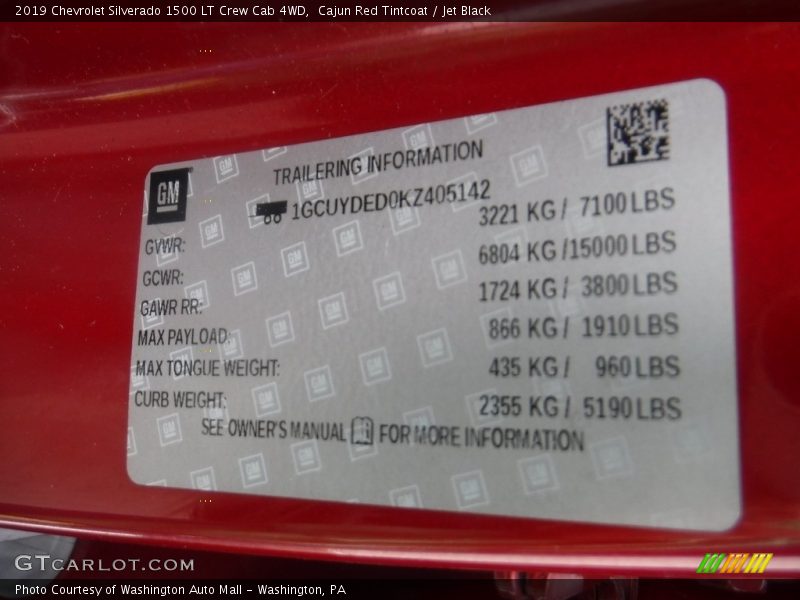 2019 Chevrolet Silverado 1500 LT Crew Cab 4WD,  Cajun Red Tintcoat / Jet Black
GM
TRAILERING INFORMATION
1GCUYDED0KZ405142
GVWR: 3221 KG / 7100 LBS
GCWR: 6804 KG /15000 LBS
GAWR RR: 1724 KG / 3800 LBS
MAX PAYLOAD: 866 KG / 1910 LBS
MAX TONGUE WEIGHT: 435 KG / 960 LBS
CURB WEIGHT: 2355 KG / 5190 LBS
SEE OWNER'S MANUAL FOR MORE INFORMATION
GTCARLOT.COM
Photo Courtesy of Washington Auto Mall - Washington, PA